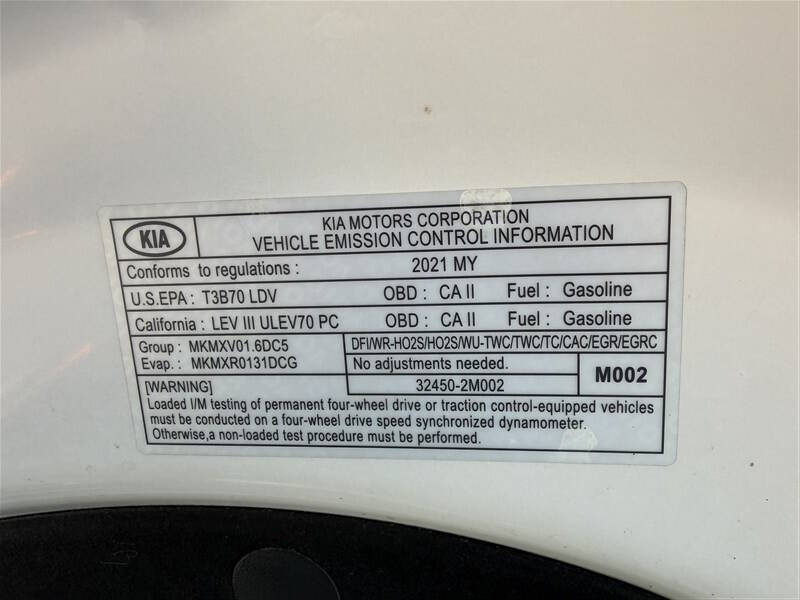 KIA
KIA MOTORS CORPORATION
VEHICLE EMISSION CONTROL INFORMATION
Conforms to regulations : 2021 MY
U.S.EPA : T3B70 LDV OBD : CA II Fuel : Gasoline
California : LEV III ULEV70 PC OBD : CA II Fuel : Gasoline
Group : MKMXV01.6DC5
Evap. : MKMXR0131DCG
DFI/WR-HO2S/HO2S/WU-TWC/TWC/TC/CAC/EGR/EGRC
No adjustments needed.
32450-2M002
M002
[WARNING]
Loaded I/M testing of permanent four-wheel drive or traction control-equipped vehicles
must be conducted on a four-wheel drive speed synchronized dynamometer.
Otherwise,a non-loaded test procedure must be performed.